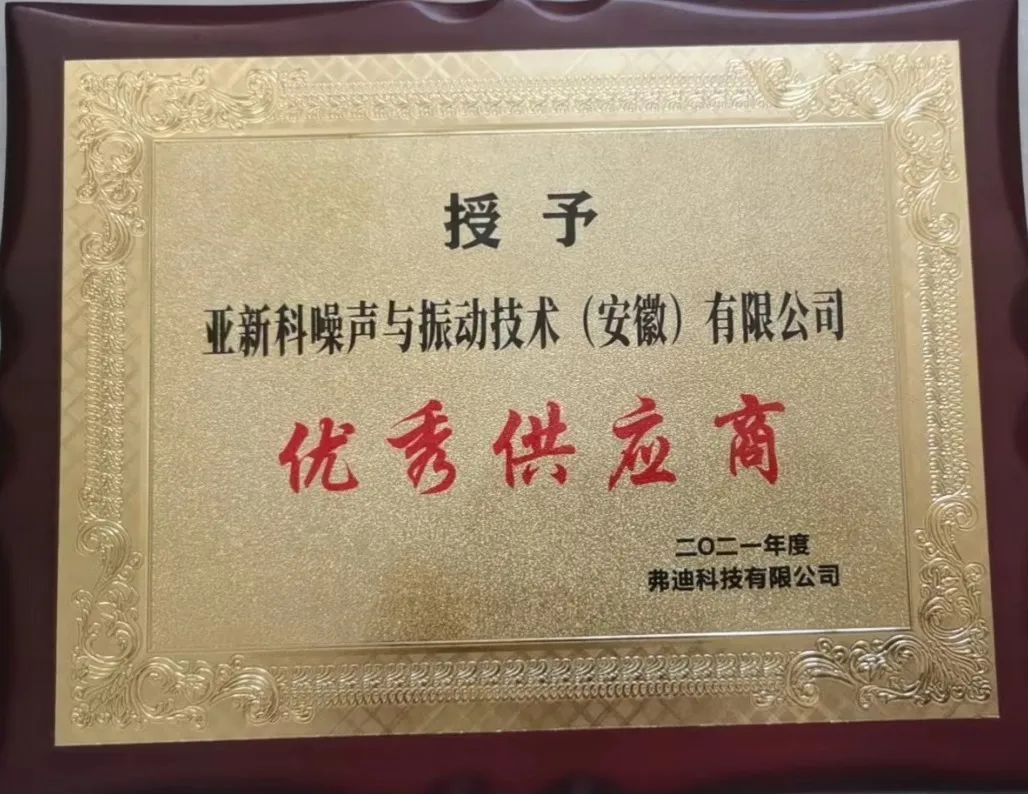 授予
亚新科噪声与振动技术（安徽）有限公司
优秀供应商
二〇二一年度
弗迪科技有限公司